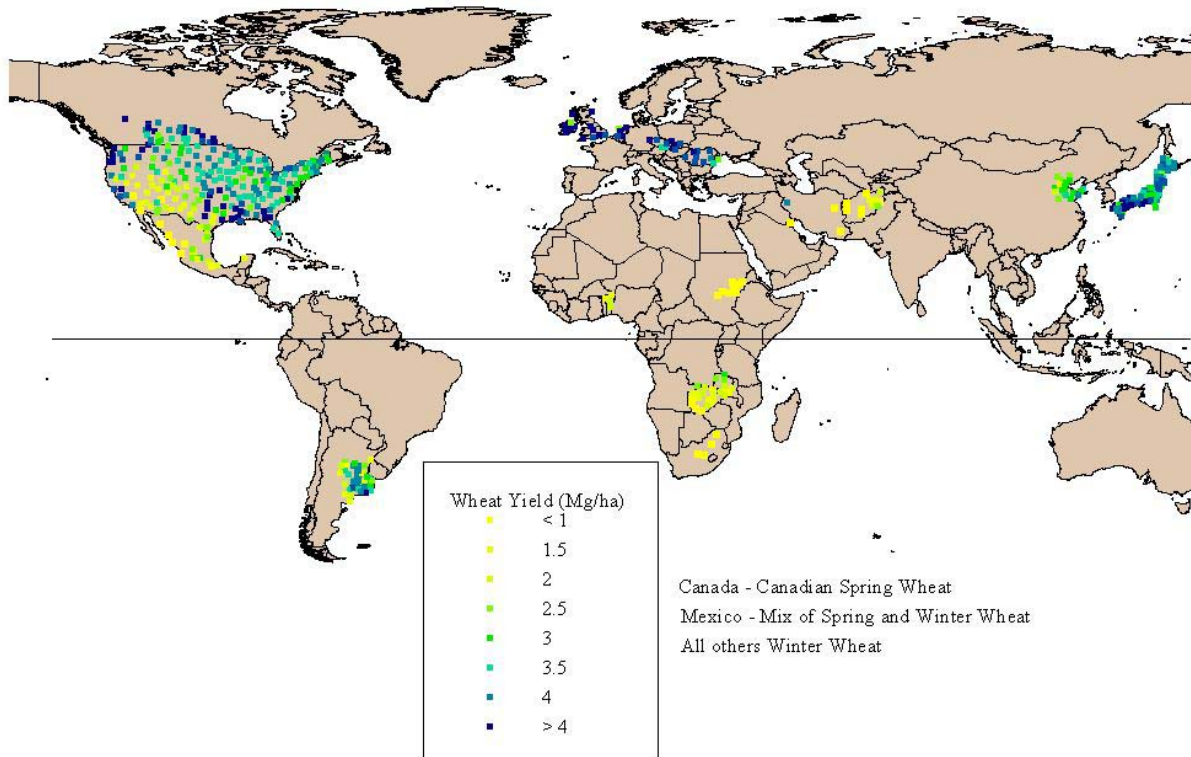 Wheat Yield (Mg/ha)
< 1
1.5
2
2.5
3
3.5
4
> 4
Canada - Canadian Spring Wheat
Mexico - Mix of Spring and Winter Wheat
All others Winter Wheat